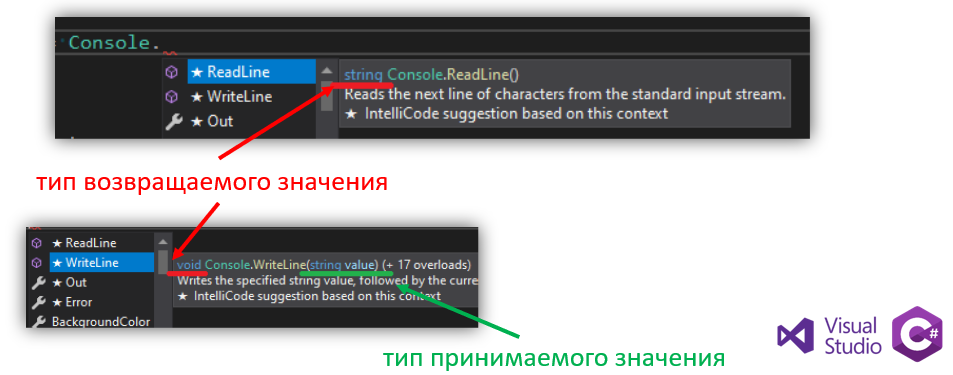 Console.
★ ReadLine
★ WriteLine
★ Out
string Console.ReadLine()
Reads the next line of characters from the standard input stream.
★ IntelliCode suggestion based on this context
тип возвращаемого значения
★ ReadLine
★ WriteLine
★ Out
★ Error
BackgroundColor
void Console.WriteLine(string value) (+ 17 overloads)
Writes the specified string value, followed by the curre
★ IntelliCode suggestion based on this context
тип принимаемого значения
Visual
Studio
C#